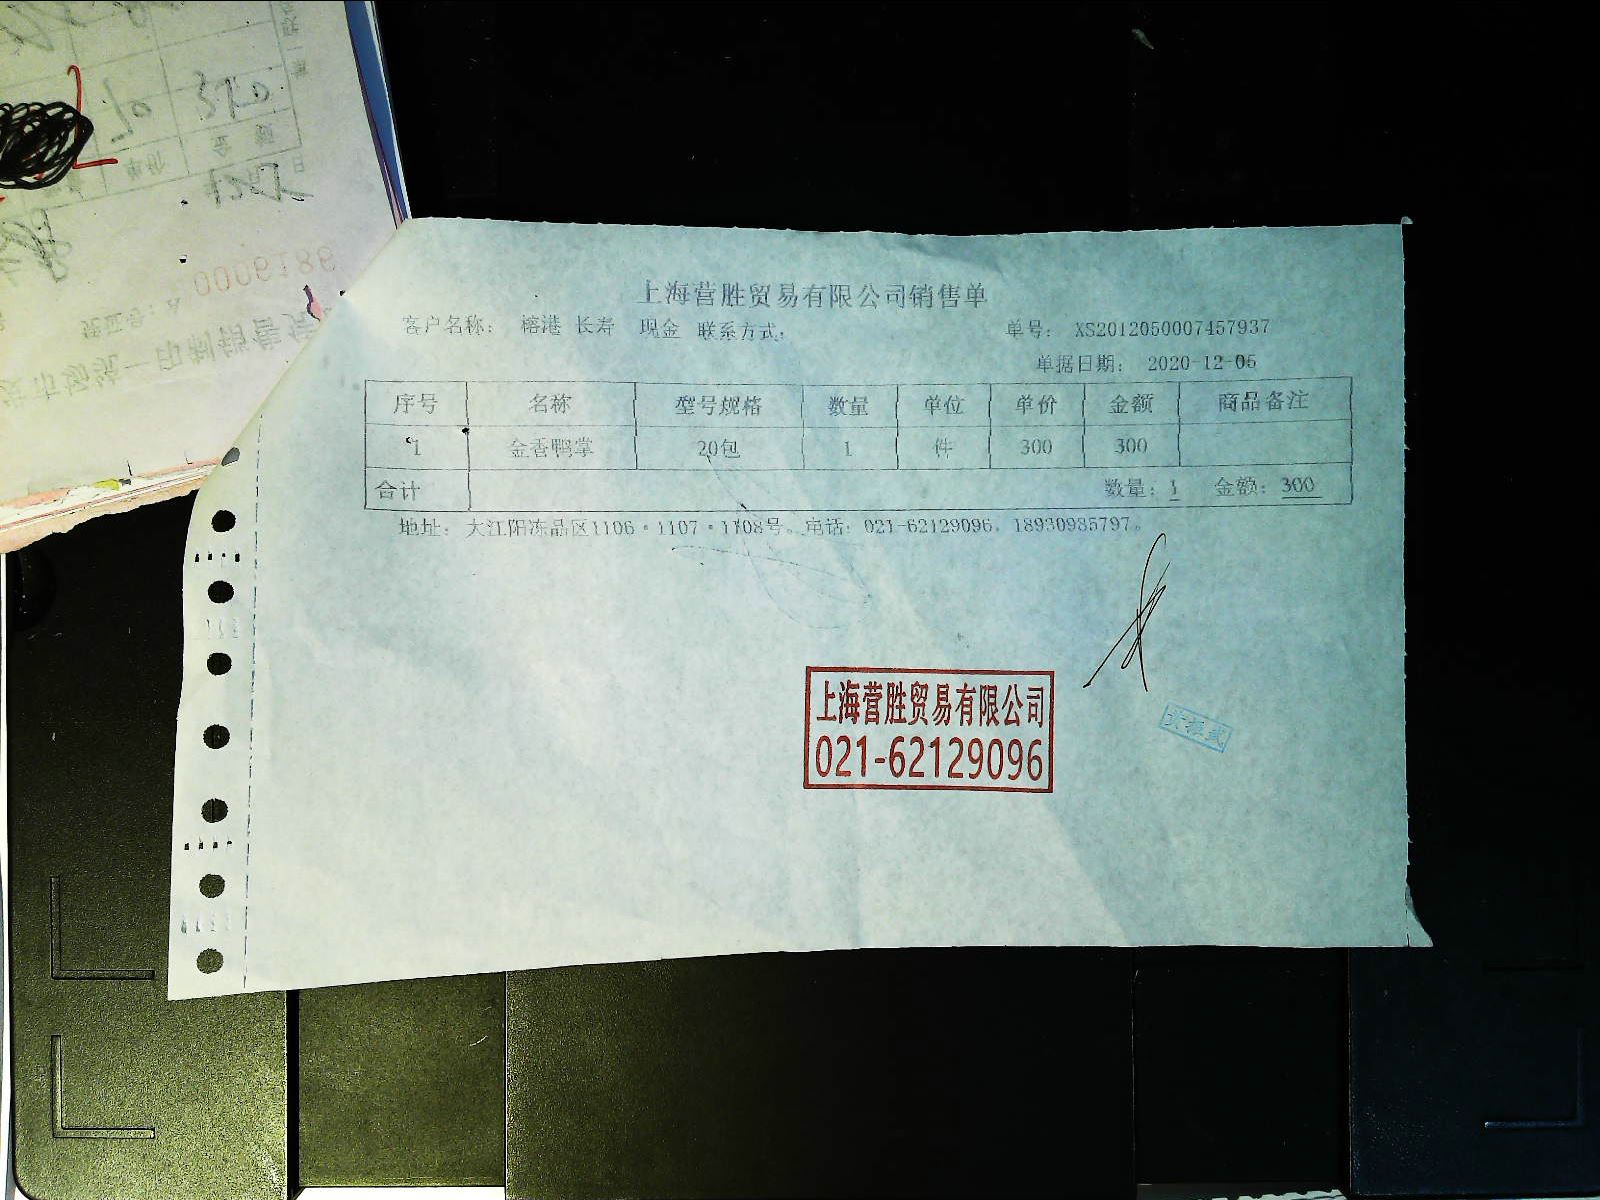 上海营胜贸易有限公司销售单
客户名称： 榕港 长寿 现金 联系方式： 单号： XS2012050007457937
单据日期： 2020-12-05
序号 名称 型号规格 数量 单位 单价 金额 商品备注
1 金香鸭掌 20包 1 件 300 300
合计 数量：1 金额：300
地址：大江阳冻品区1106·1107·1108号。电话：021-62129096，18930985797。
上海营胜贸易有限公司
021-62129096
0006186